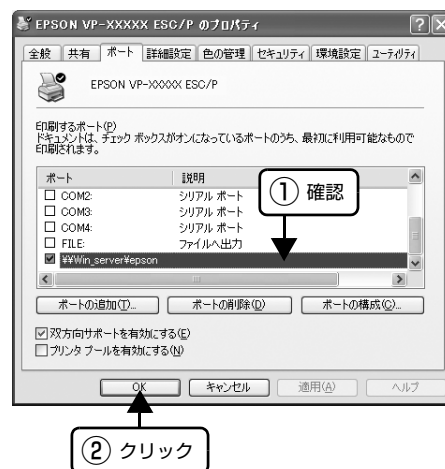 EPSON VP-XXXXX ESC/P のプロパティ
全般 共有 ポート 詳細設定 色の管理 セキュリティ 環境設定 ユーティリティ
EPSON VP-XXXXX ESC/P
印刷するポート(P)
ドキュメントは、チェック ボックスがオンになっているポートのうち、最初に利用可能なもので
印刷されます。
ポート 説明
COM2: シリアル ポート
COM3: シリアル ポート
COM4: シリアル ポート
FILE: ファイルへ出力
¥¥Win_server¥epson
① 確認
ポートの追加(T)... ポートの削除(D) ポートの構成(C)...
双方向サポートを有効にする(E)
プリンタ プールを有効にする(N)
OK キャンセル 適用(A) ヘルプ
② クリック